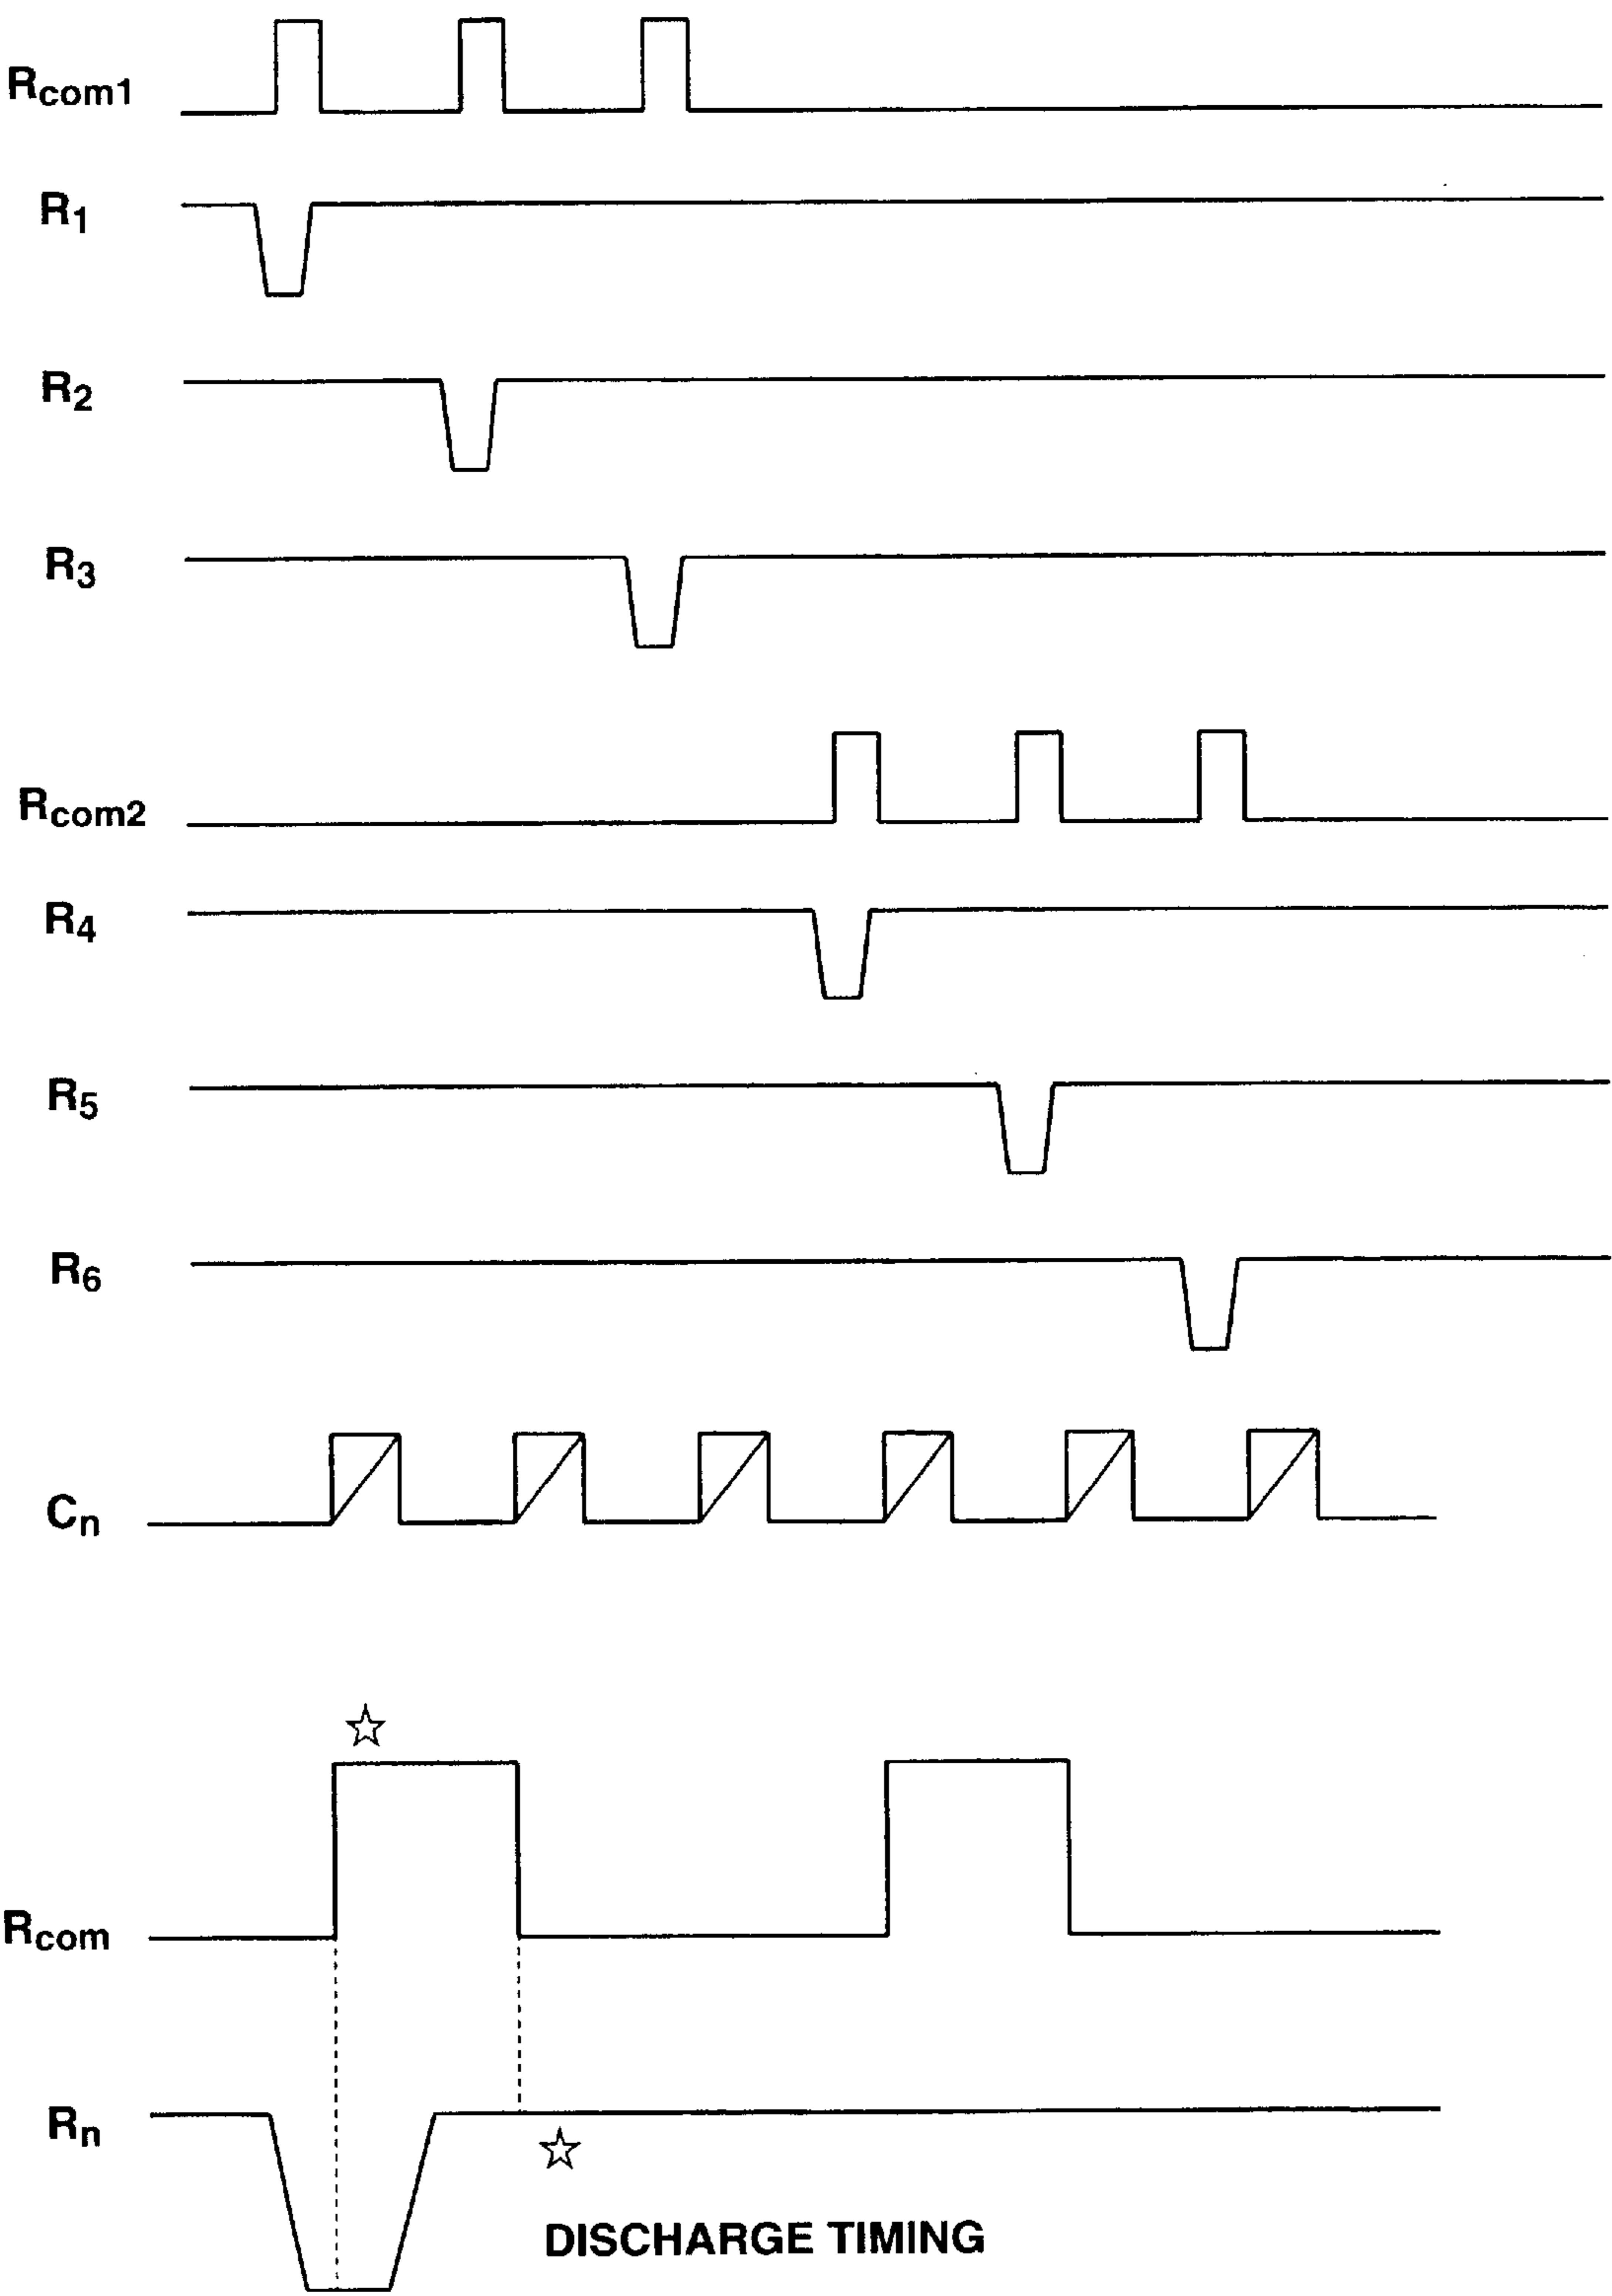 Rcom1
R1
R2
R3
Rcom2
R4
R5
R6
Cn
☆
Rcom
Rn
☆
DISCHARGE TIMING